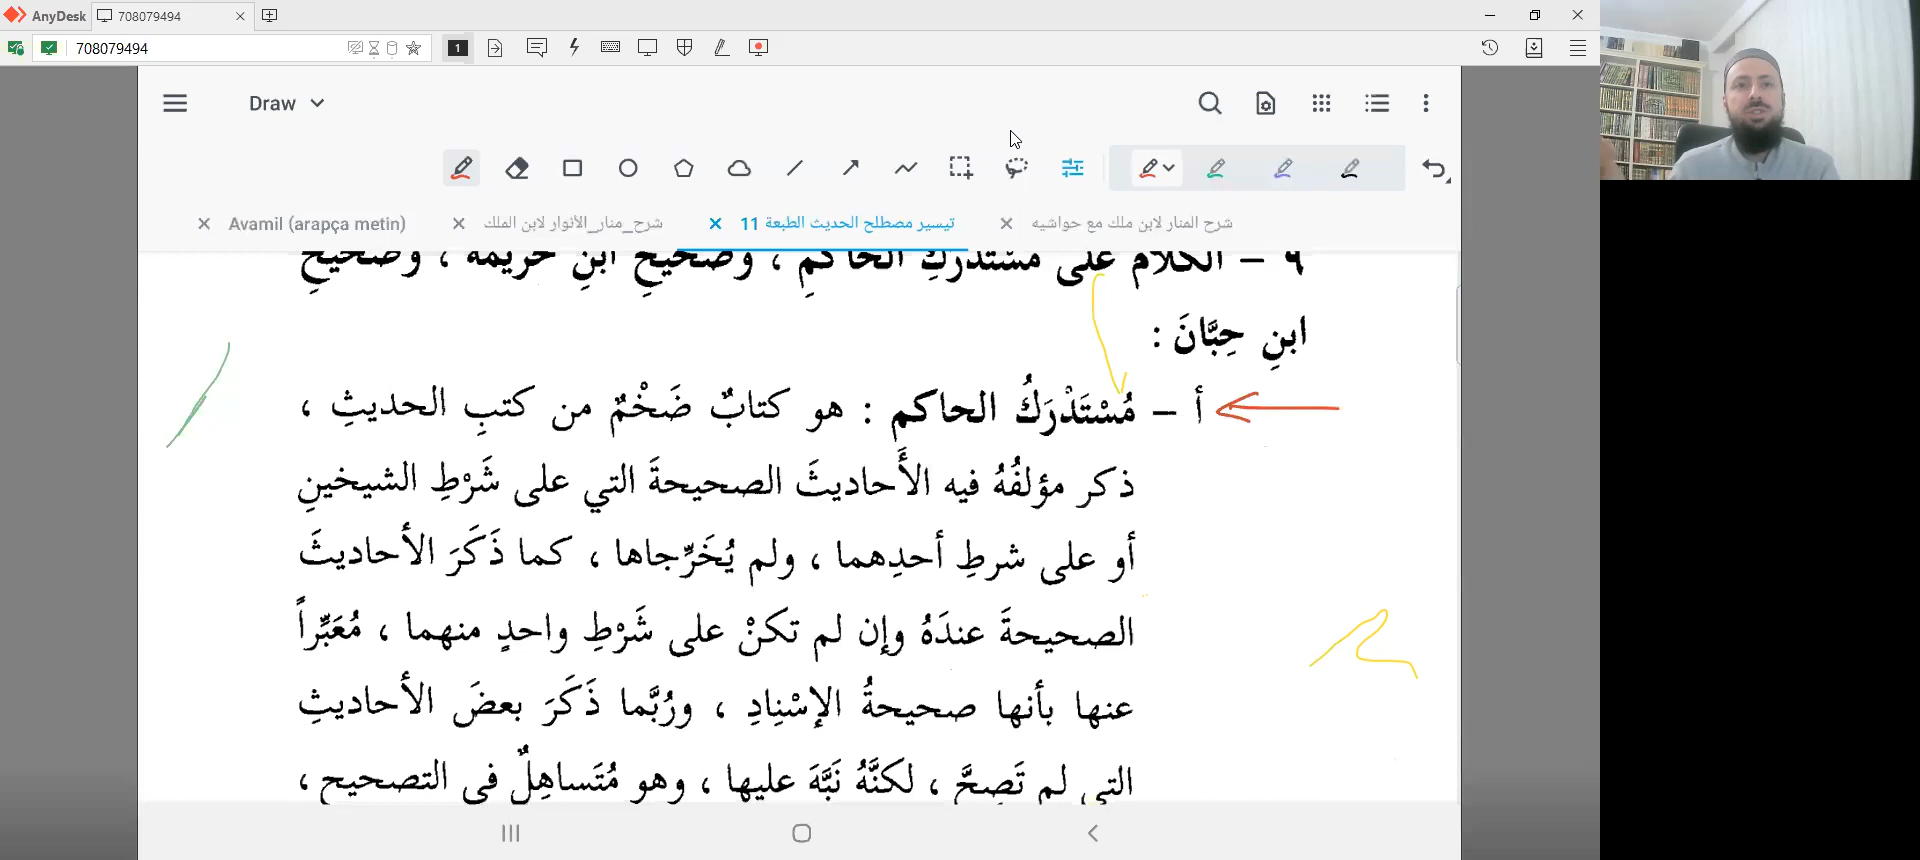 AnyDesk
708079494
708079494
1
Draw
Avamil (arapça metin)
شرح_منار_الأنوار لابن الملك
تيسير مصطلح الحديث الطبعة 11
شرح المنار لابن ملك مع حواشيه
٩ – الكلام على مستدركِ الحاكمِ ، وصحيحِ ابنِ خزيمةَ ، وصحيحِ
ابنِ حِبَّانَ :
أ – مُسْتَدْرَكُ الحاكم : هو كتابٌ ضَخْمٌ من كتبِ الحديثِ ،
ذكر مؤلفُهُ فيه الأَحاديثَ الصحيحةَ التي على شَرْطِ الشيخينِ
أو على شرطِ أحدِهما ، ولم يُخَرِّجاها ، كما ذَكَرَ الأحاديثَ
الصحيحةَ عندَهُ وإن لم تكنْ على شَرْطِ واحدٍ منهما ، مُعَبِّراً
عنها بأنها صحيحةُ الإسْنِادِ ، ورُبَّما ذَكَرَ بعضَ الأحاديثِ
التي لم تَصِحَّ ، لكنَّهُ نَبَّهَ عليها ، وهو مُتَساهِلٌ في التصحيح ،